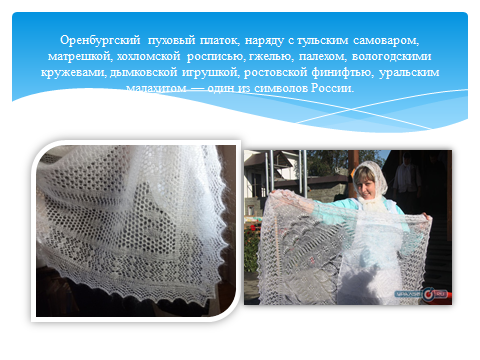 Оренбургский пуховый платок, наряду с тульским самоваром,
матрешкой, хохломской росписью, гжелью, палехом, вологодскими
кружевами, дымковской игрушкой, ростовской финифтью, уральским
малахитом — один из символов России.